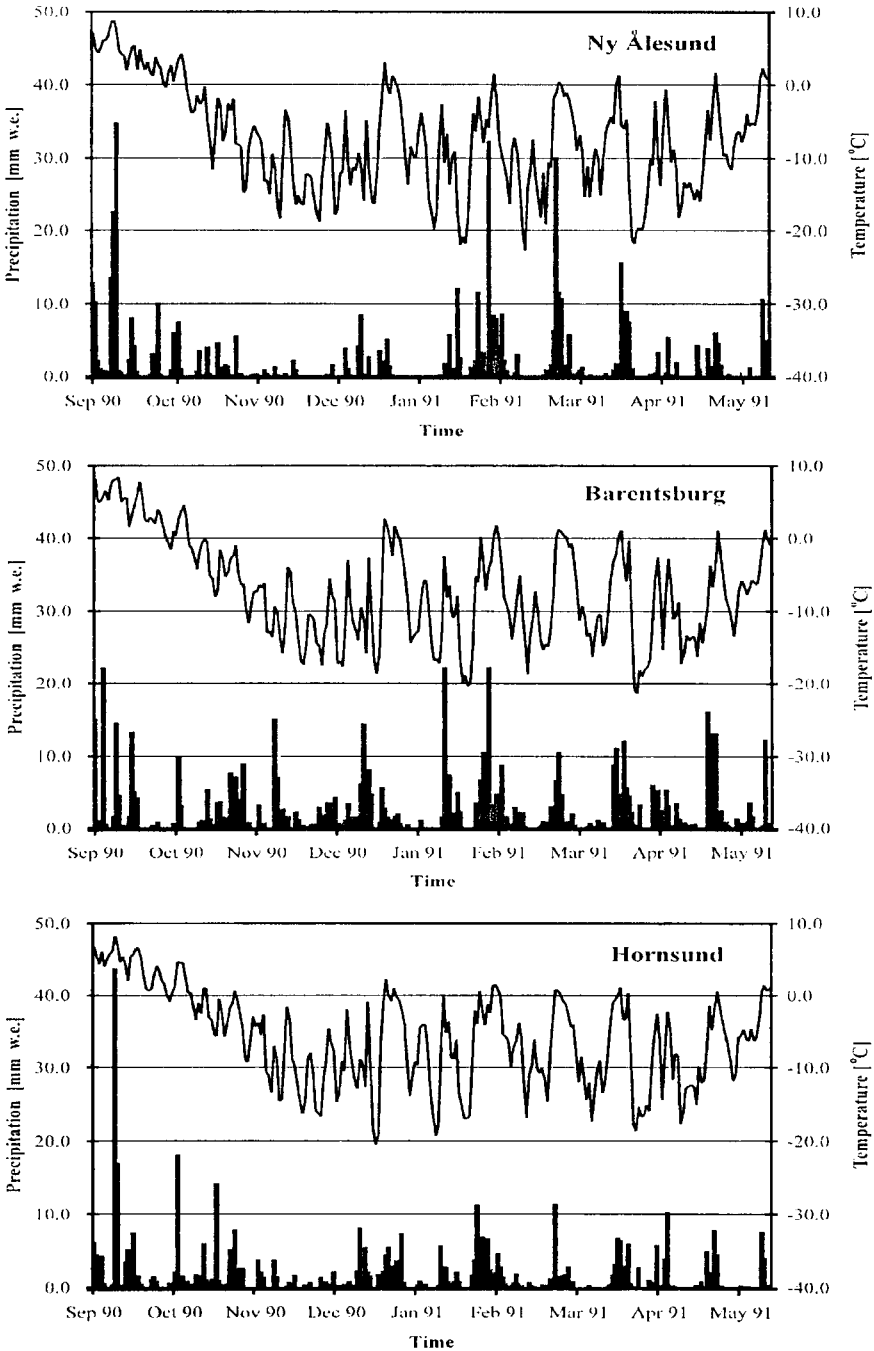 Ny Ålesund
Precipitation [mm w.e.]
50.0
40.0
30.0
20.0
10.0
0.0
10.0
0.0
-10.0
-20.0
-30.0
-40.0
Temperature [°C]
Sep 90 Oct 90 Nov 90 Dec 90 Jan 91 Feb 91 Mar 91 Apr 91 May 91
Time
Barentsburg
Precipitation [mm w.e.]
50.0
40.0
30.0
20.0
10.0
0.0
10.0
0.0
-10.0
-20.0
-30.0
-40.0
Temperature [°C]
Sep 90 Oct 90 Nov 90 Dec 90 Jan 91 Feb 91 Mar 91 Apr 91 May 91
Time
Hornsund
Precipitation [mm w.e.]
50.0
40.0
30.0
20.0
10.0
0.0
10.0
0.0
-10.0
-20.0
-30.0
-40.0
Temperature [°C]
Sep 90 Oct 90 Nov 90 Dec 90 Jan 91 Feb 91 Mar 91 Apr 91 May 91
Time